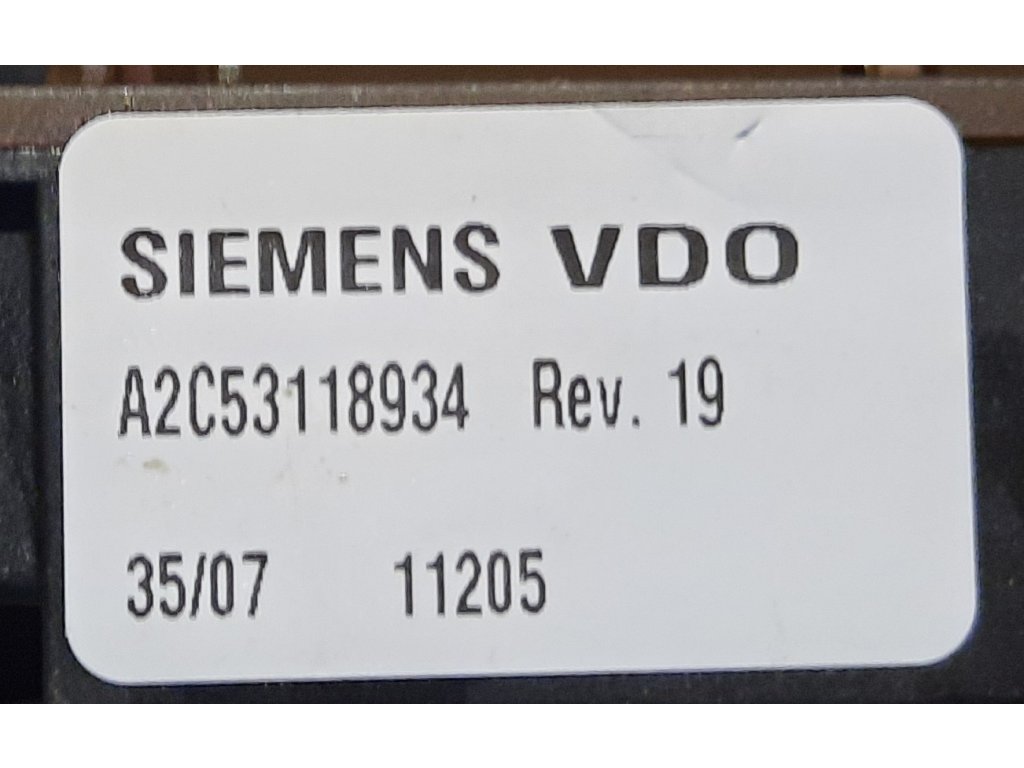 SIEMENS VDO
A2C53118934 Rev. 19
35/07 11205